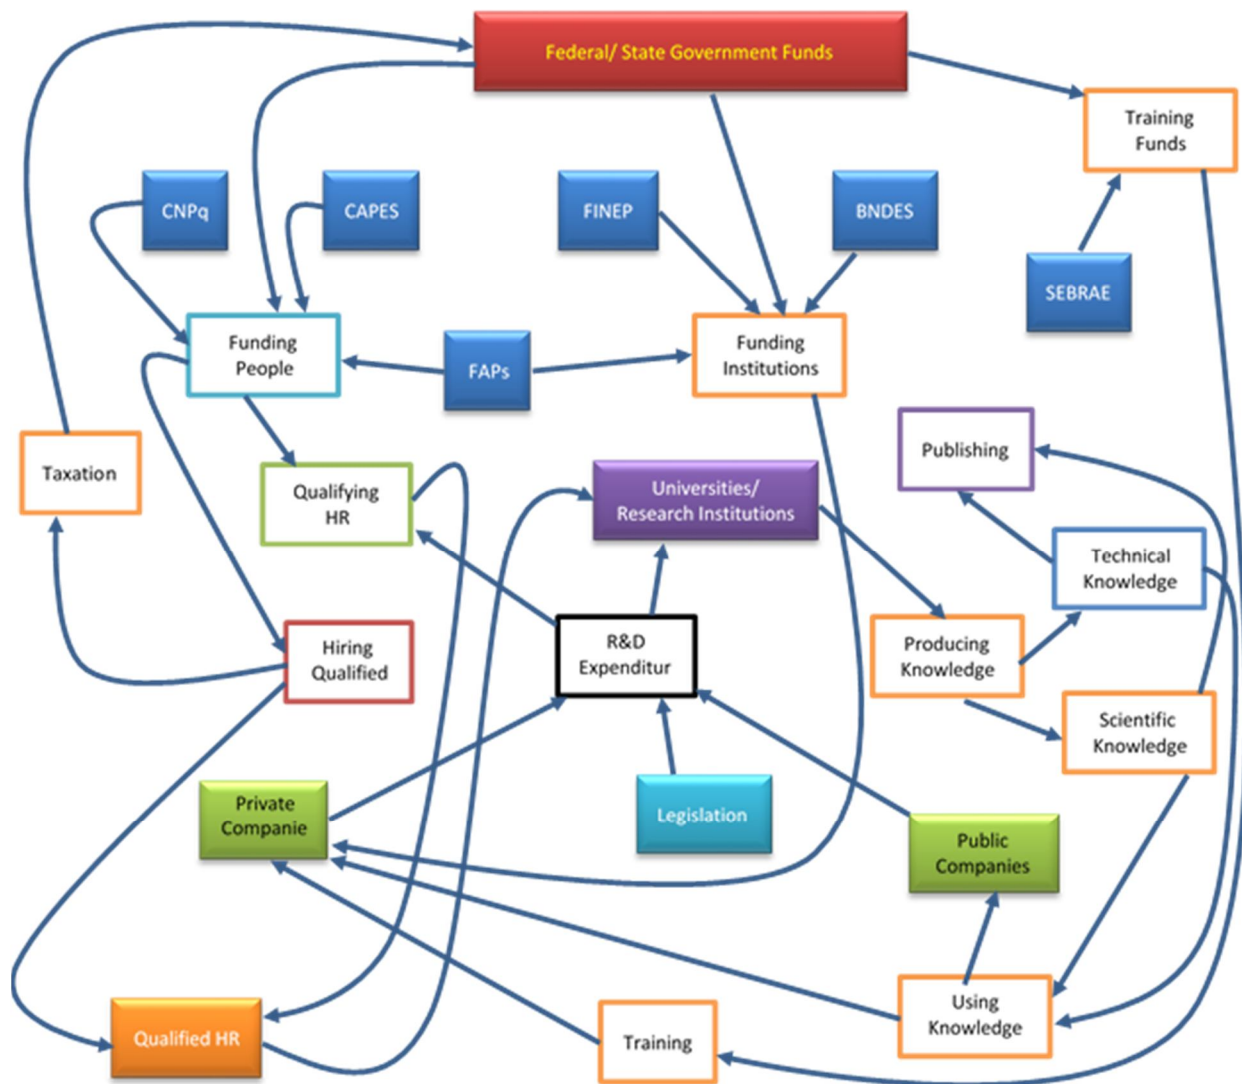 Federal/ State Government Funds
Training
Funds
CNPq
CAPES
FINEP
BNDES
SEBRAE
Funding
People
FAPs
Funding
Institutions
Taxation
Qualifying
HR
Universities/
Research Institutions
Publishing
Technical
Knowledge
Hiring
Qualified
R&D
Expenditur
Producing
Knowledge
Scientific
Knowledge
Private
Companie
Legislation
Public
Companies
Qualified HR
Training
Using
Knowledge